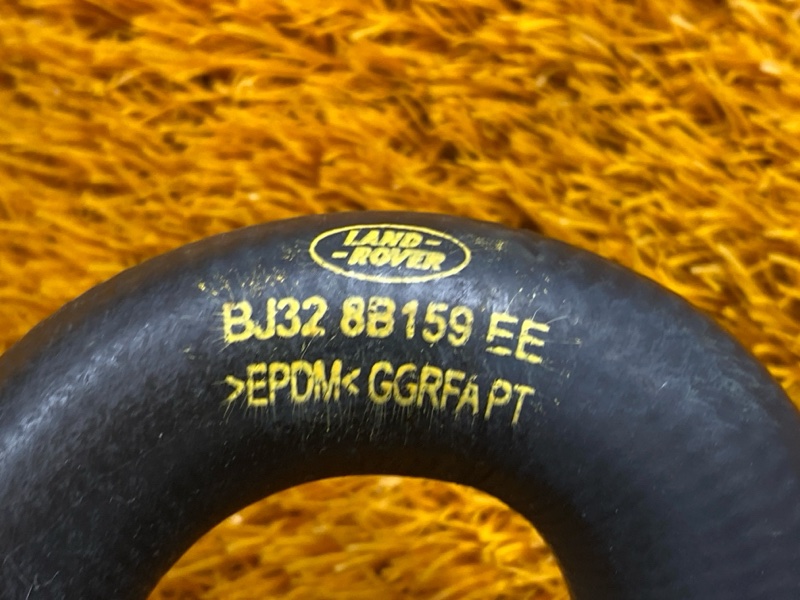 LAND-
-ROVER
BJ32 8B159 EE
>EPDM< GGRFA PT